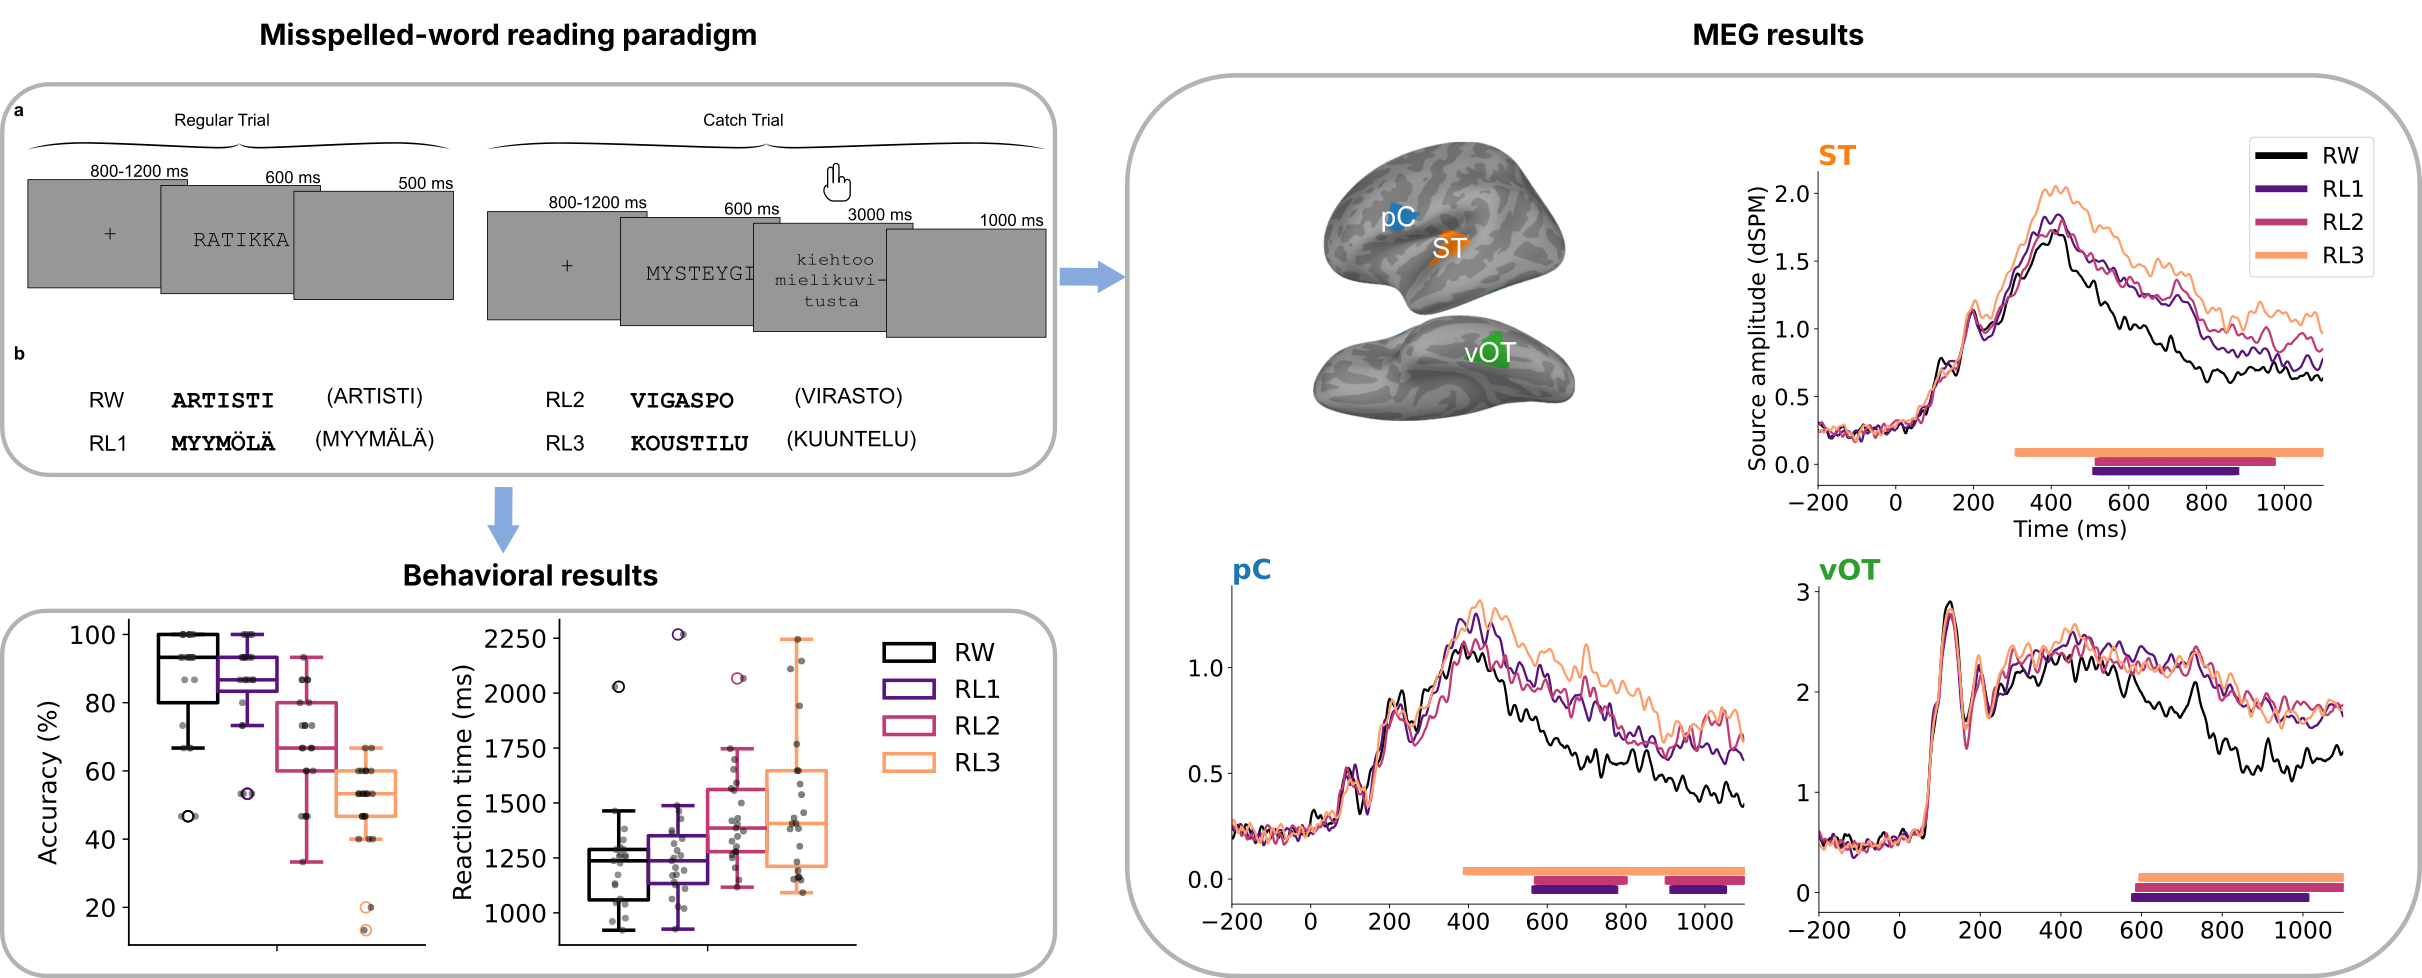 Misspelled-word reading paradigm
a
Regular Trial
800-1200 ms
600 ms
500 ms
+
RATIKKA
Catch Trial
800-1200 ms
600 ms
3000 ms
1000 ms
+
MYSTEYGI
kiehtoo
mielikuvi-
tusta
b
RW ARTISTI (ARTISTI)
RL1 MYYMÖLÄ (MYYMÄLÄ)
RL2 VIGASPO (VIRASTO)
RL3 KOUSTILU (KUUNTELU)
Behavioral results
Accuracy (%)
100
80
60
40
20
Reaction time (ms)
2250
2000
1750
1500
1250
1000
RW
RL1
RL2
RL3
MEG results
pC
ST
vOT
ST
Source amplitude (dSPM)
2.0
1.5
1.0
0.5
0.0
−200 0 200 400 600 800 1000
Time (ms)
RW
RL1
RL2
RL3
pC
1.0
0.5
0.0
−200 0 200 400 600 800 1000
vOT
3
2
1
0
−200 0 200 400 600 800 1000